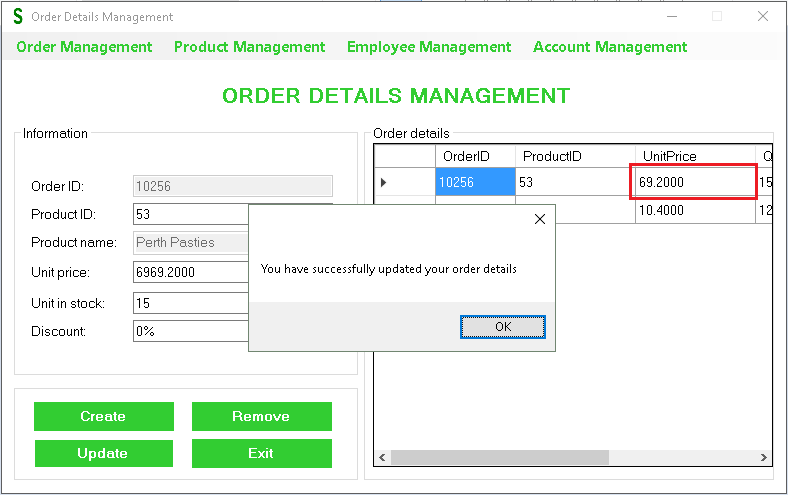 S Order Details Management
Order Management Product Management Employee Management Account Management
ORDER DETAILS MANAGEMENT
Information
Order ID: 10256
Product ID: 53
Product name: Perth Pasties
Unit price: 6969.2000
Unit in stock: 15
Discount: 0%
Create Remove
Update Exit
Order details
OrderID ProductID UnitPrice Q
10256 53 69.2000 15
10.4000 12
You have successfully updated your order details
OK